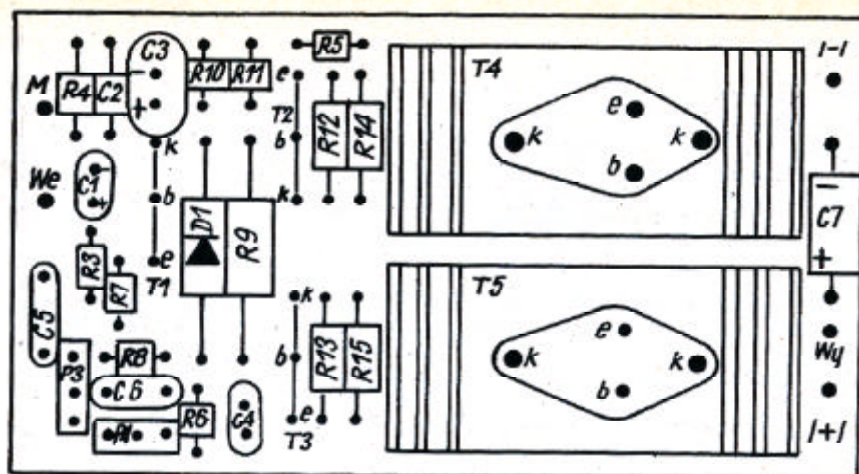 M
R4
C2
C3
−
+
R10
R11
R5
e
T2
b
k
R12
R14
T4
e
k
k
b
/-/
We
C1
−
+
k
b
e
T1
D1
R9
−
C7
+
R3
R7
C5
P3
R8
C6
R6
C4
k
b
e
T3
R13
R15
T5
e
k
k
b
Wy
/+/